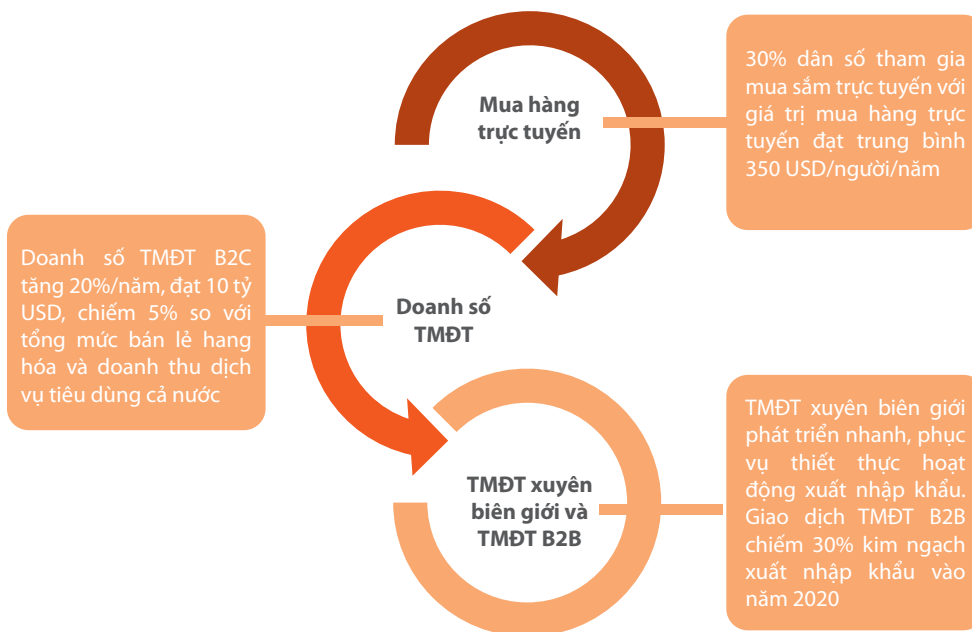 Mua hàng
trực tuyến
30% dân số tham gia
mua sắm trực tuyến với
giá trị mua hàng trực
tuyến đạt trung bình
350 USD/người/năm
Doanh số
TMĐT
Doanh số TMĐT B2C
tăng 20%/năm, đạt 10 tỷ
USD, chiếm 5% so với
tổng mức bán lẻ hang
hóa và doanh thu dịch
vụ tiêu dùng cả nước
TMĐT xuyên
biên giới và
TMĐT B2B
TMĐT xuyên biên giới
phát triển nhanh, phục
vụ thiết thực hoạt
động xuất nhập khẩu.
Giao dịch TMĐT B2B
chiếm 30% kim ngạch
xuất nhập khẩu vào
năm 2020